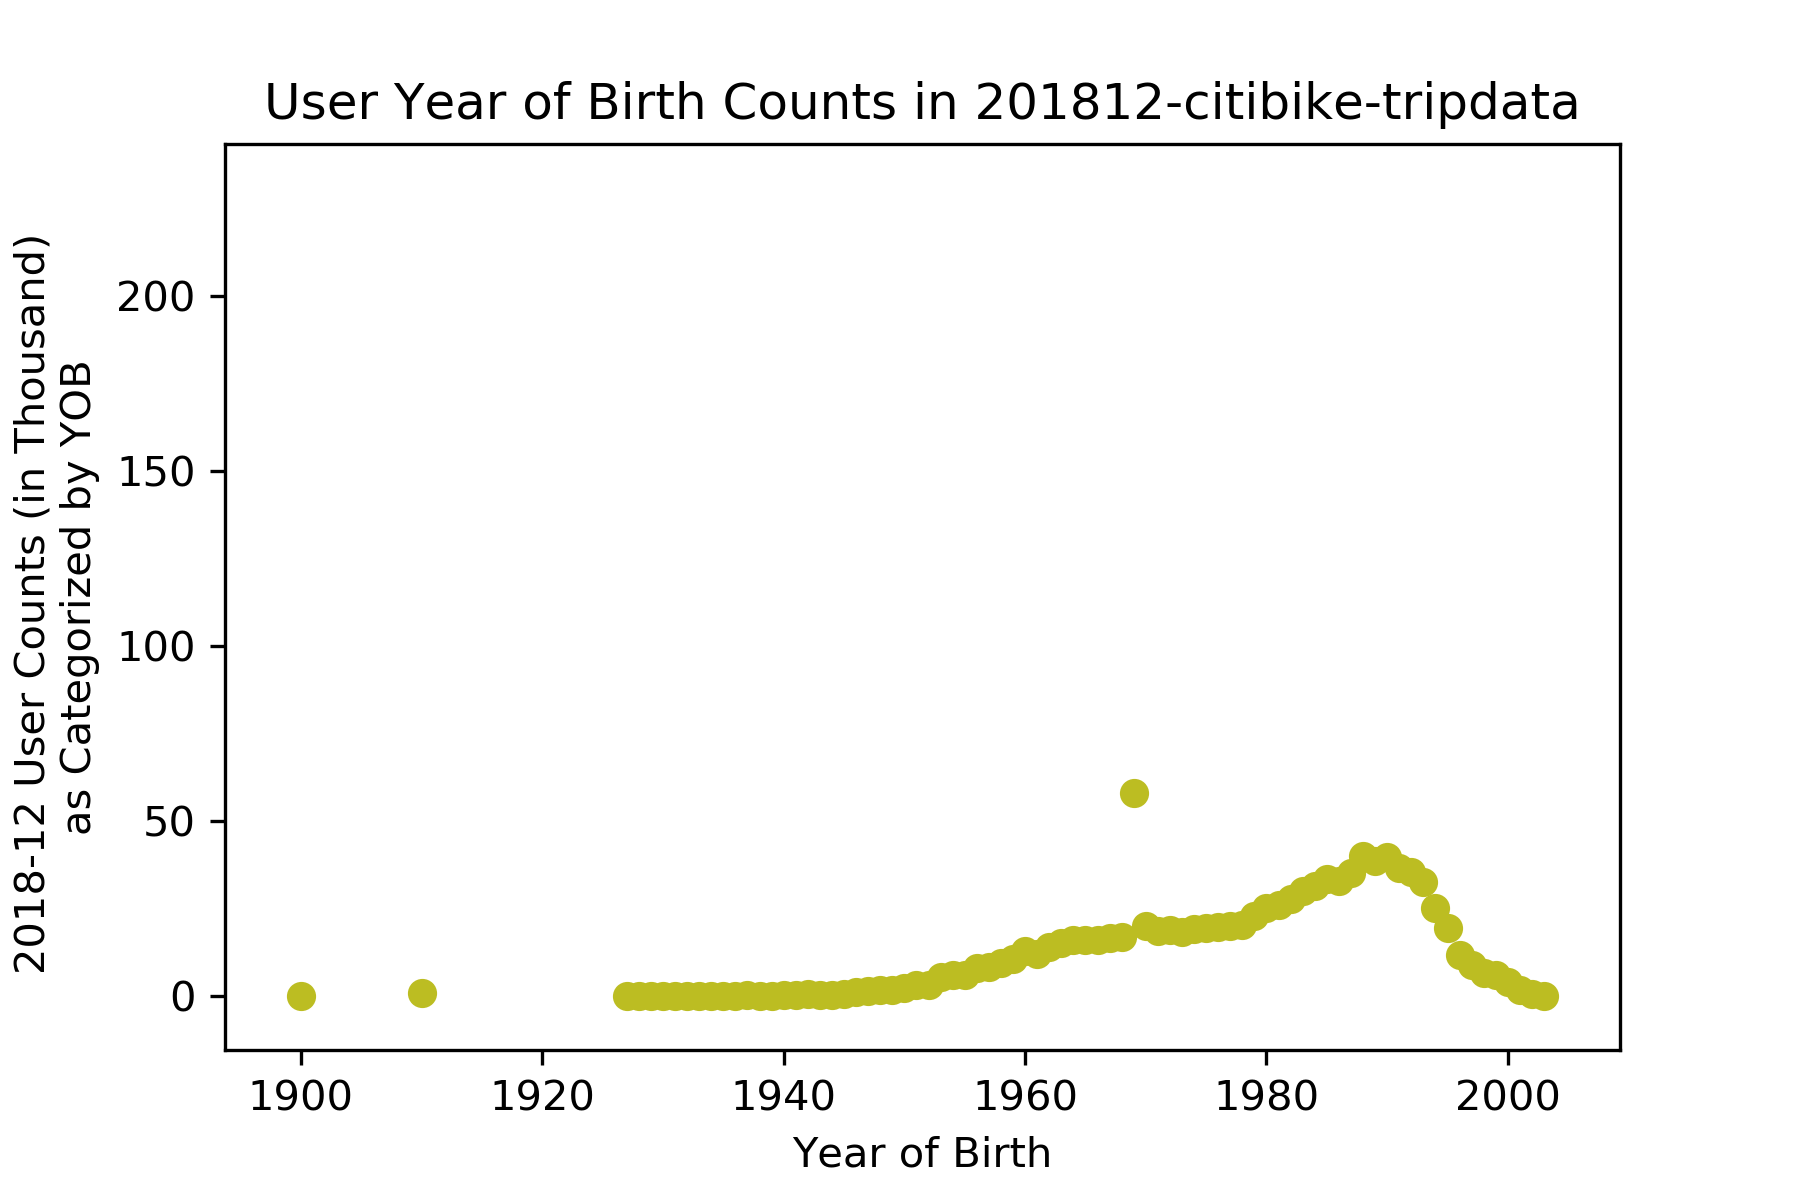 User Year of Birth Counts in 201812-citibike-tripdata
2018-12 User Counts (in Thousand)
as Categorized by YOB
200
150
100
50
0
1900 1920 1940 1960 1980 2000
Year of Birth